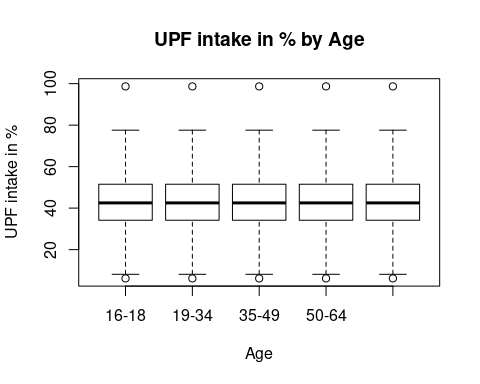 UPF intake in % by Age
UPF intake in %
100
80
60
40
20
16-18 19-34 35-49 50-64
Age